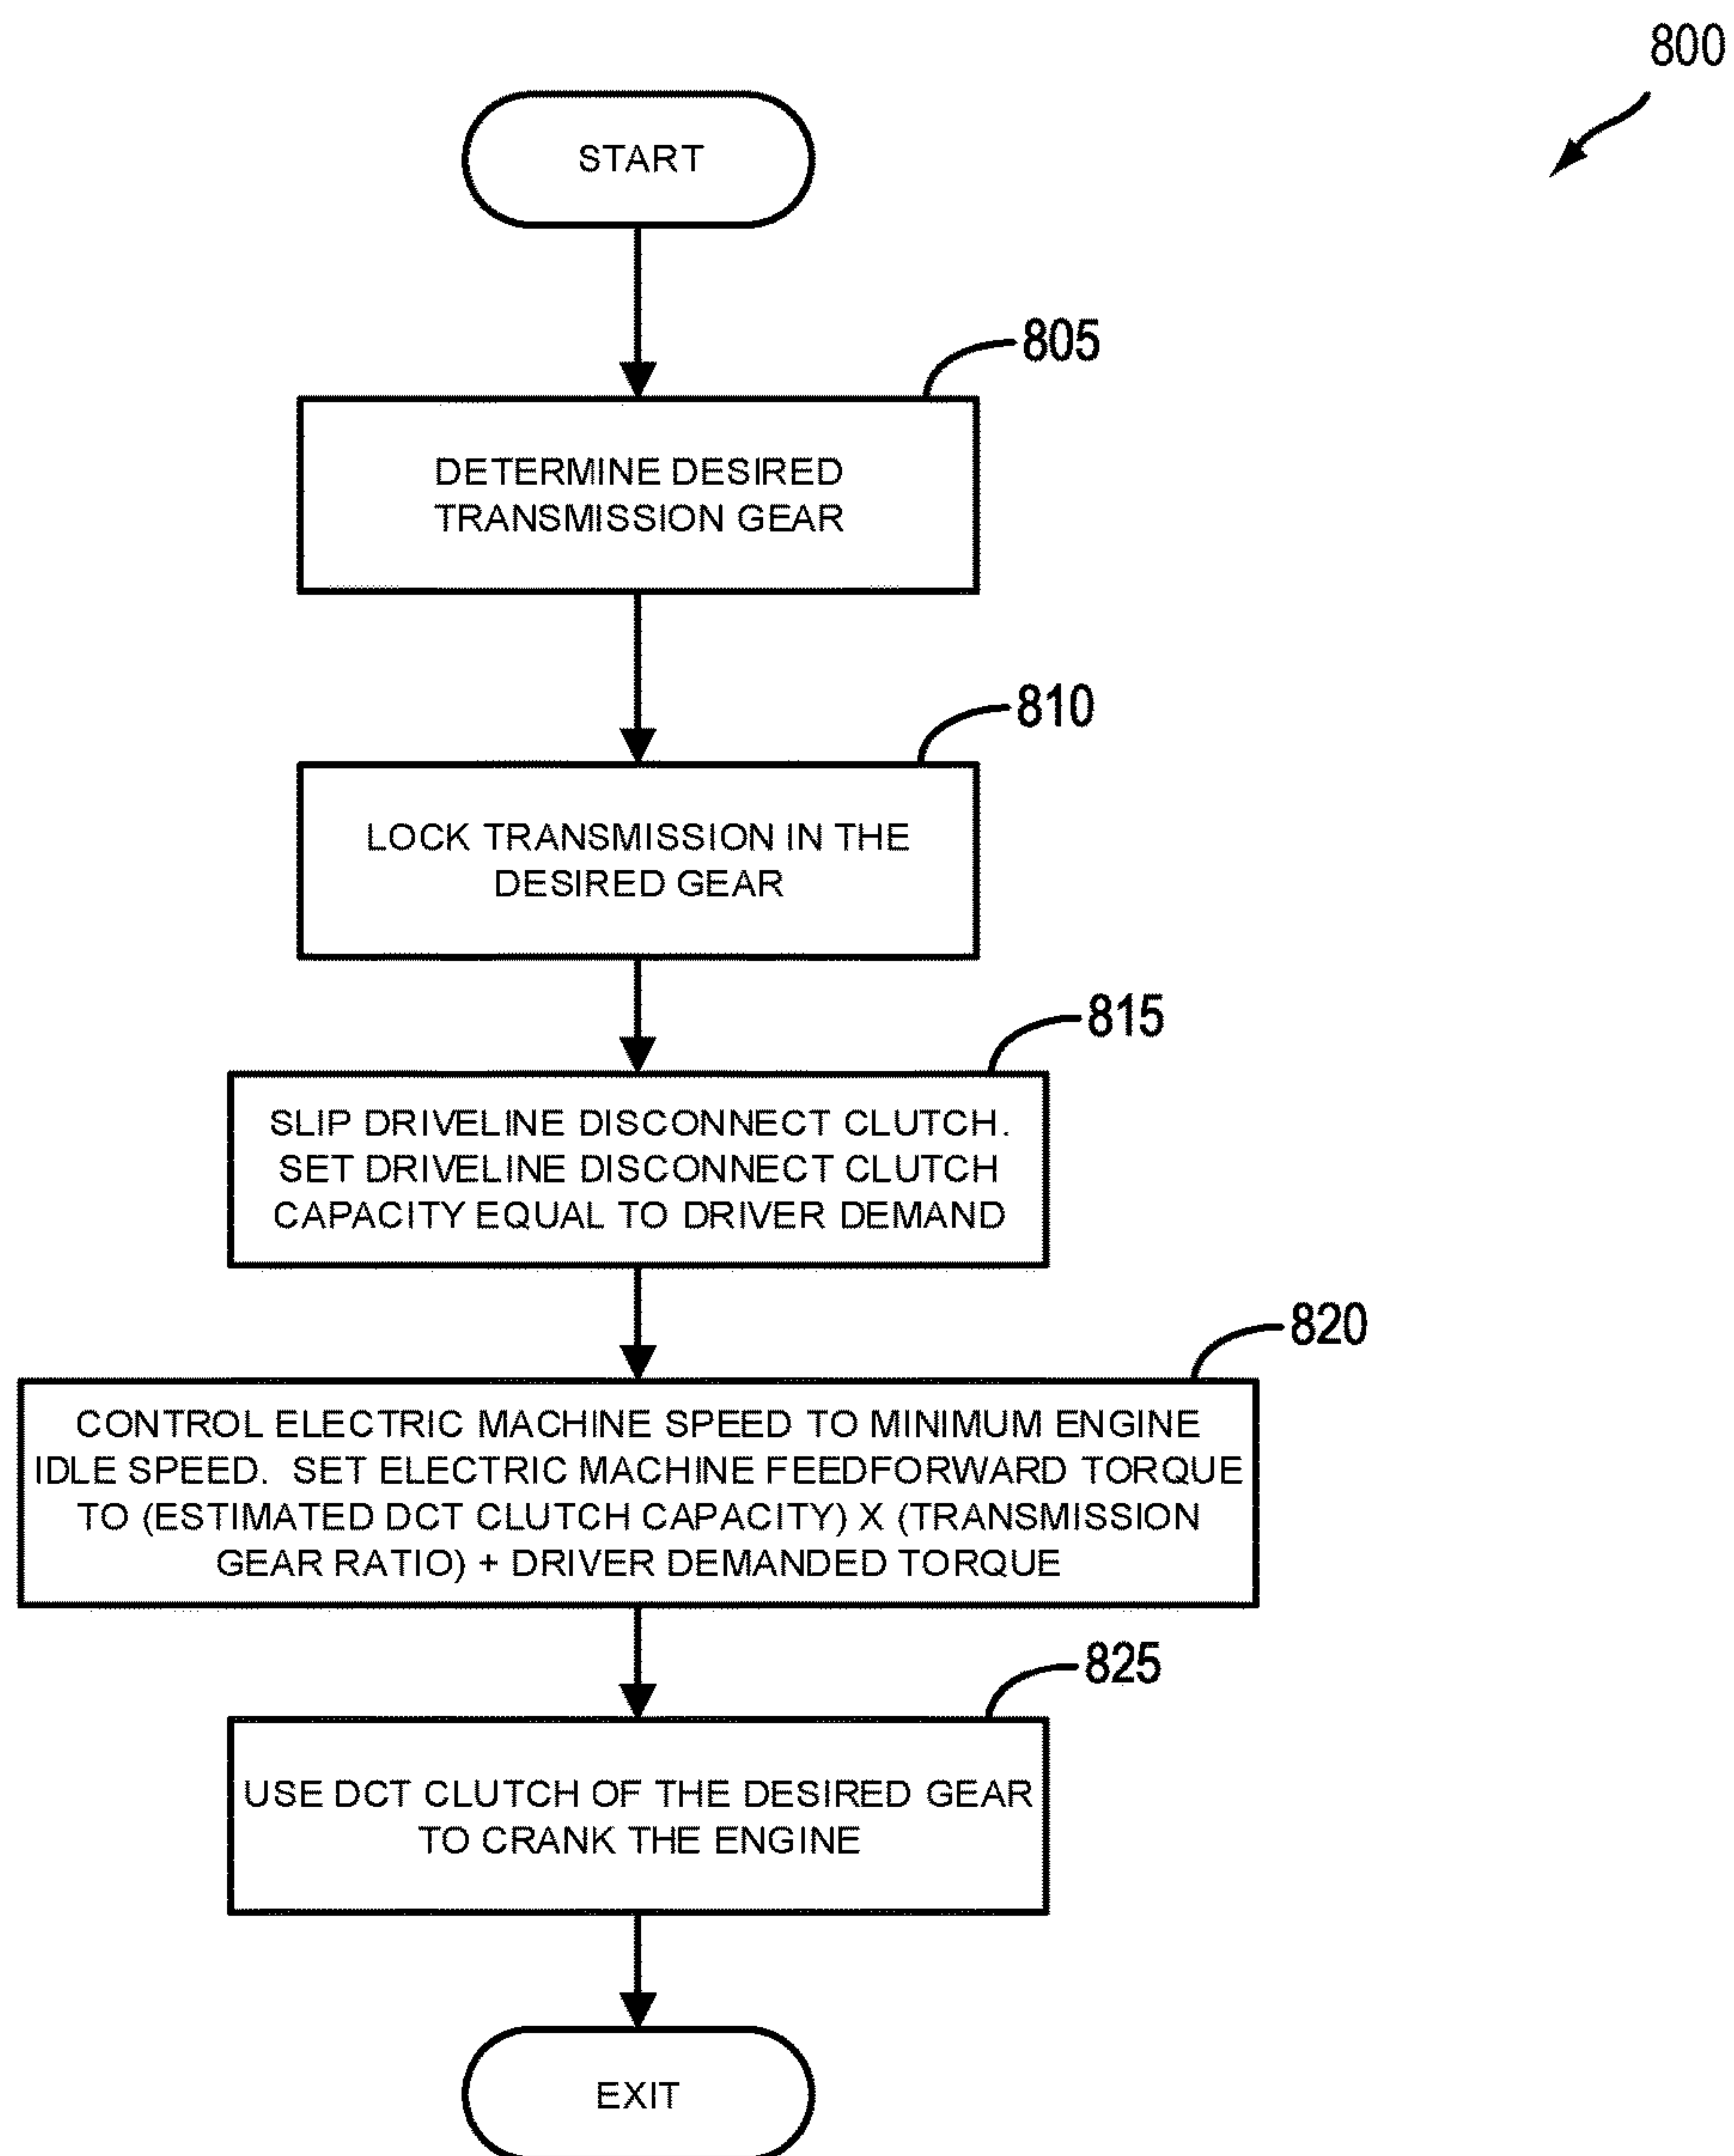 800
START
805
DETERMINE DESIRED
TRANSMISSION GEAR
810
LOCK TRANSMISSION IN THE
DESIRED GEAR
815
SLIP DRIVELINE DISCONNECT CLUTCH.
SET DRIVELINE DISCONNECT CLUTCH
CAPACITY EQUAL TO DRIVER DEMAND
820
CONTROL ELECTRIC MACHINE SPEED TO MINIMUM ENGINE
IDLE SPEED. SET ELECTRIC MACHINE FEEDFORWARD TORQUE
TO (ESTIMATED DCT CLUTCH CAPACITY) X (TRANSMISSION
GEAR RATIO) + DRIVER DEMANDED TORQUE
825
USE DCT CLUTCH OF THE DESIRED GEAR
TO CRANK THE ENGINE
EXIT